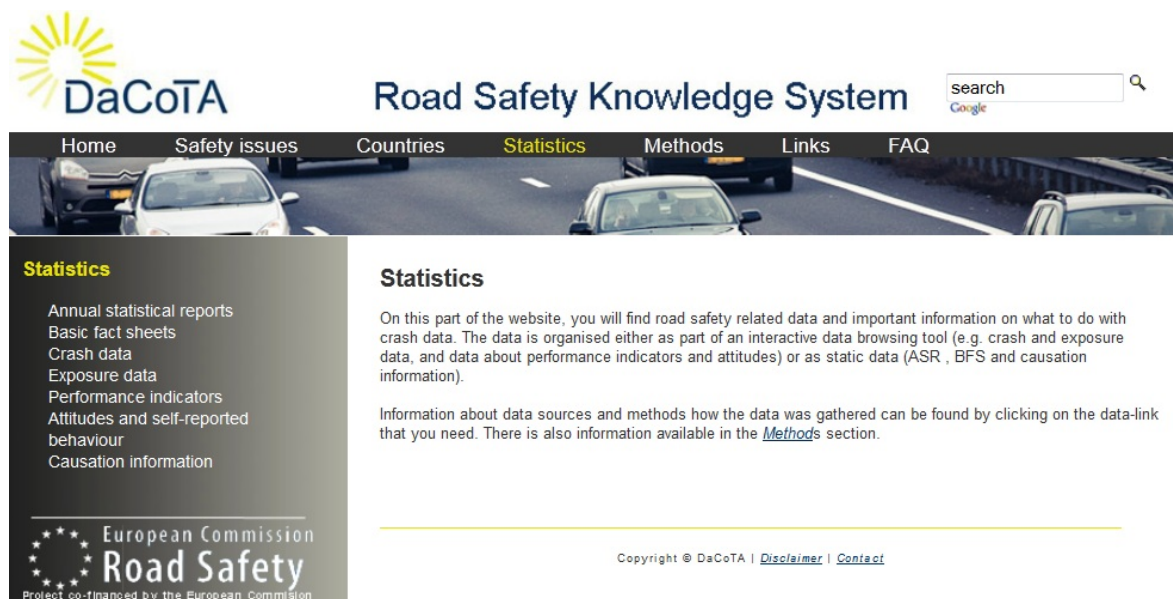 DaCoTA
Road Safety Knowledge System
search
Google
Home Safety issues Countries Statistics Methods Links FAQ
Statistics
Annual statistical reports
Basic fact sheets
Crash data
Exposure data
Performance indicators
Attitudes and self-reported
behaviour
Causation information
European Commission
Road Safety
Project co-financed by the European Commision
Statistics
On this part of the website, you will find road safety related data and important information on what to do with
crash data. The data is organised either as part of an interactive data browsing tool (e.g. crash and exposure
data, and data about performance indicators and attitudes) or as static data (ASR , BFS and causation
information).
Information about data sources and methods how the data was gathered can be found by clicking on the data-link
that you need. There is also information available in the Methods section.
Copyright © DaCoTA | Disclaimer | Contact